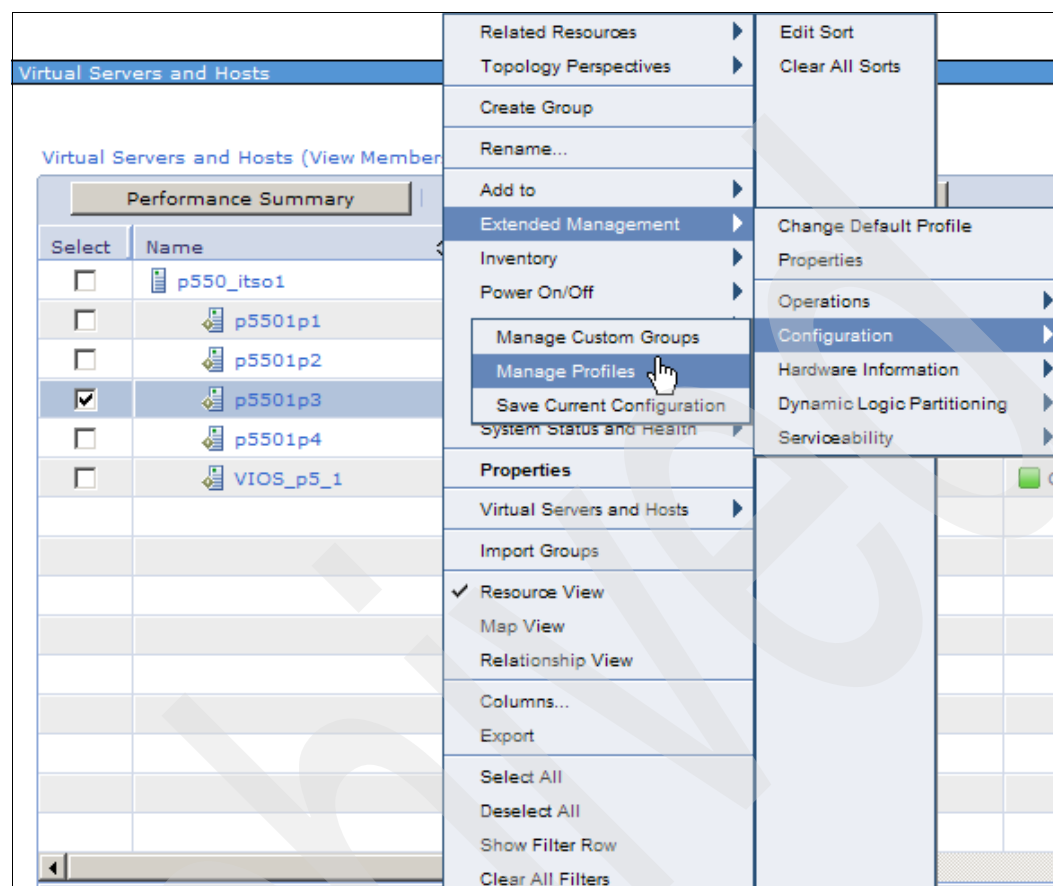 Virtual Servers and Hosts
Virtual Servers and Hosts (View Member
Performance Summary
Select Name
p550_itso1
p5501p1
p5501p2
p5501p3
p5501p4
VIOS_p5_1
Related Resources
Topology Perspectives
Create Group
Rename...
Add to
Extended Management
Inventory
Power On/Off
Manage Custom Groups
Manage Profiles
Save Current Configuration
System Status and Health
Properties
Virtual Servers and Hosts
Import Groups
Resource View
Map View
Relationship View
Columns...
Export
Select All
Deselect All
Show Filter Row
Clear All Filters
Edit Sort
Clear All Sorts
Change Default Profile
Properties
Operations
Configuration
Hardware Information
Dynamic Logic Partitioning
Serviceability